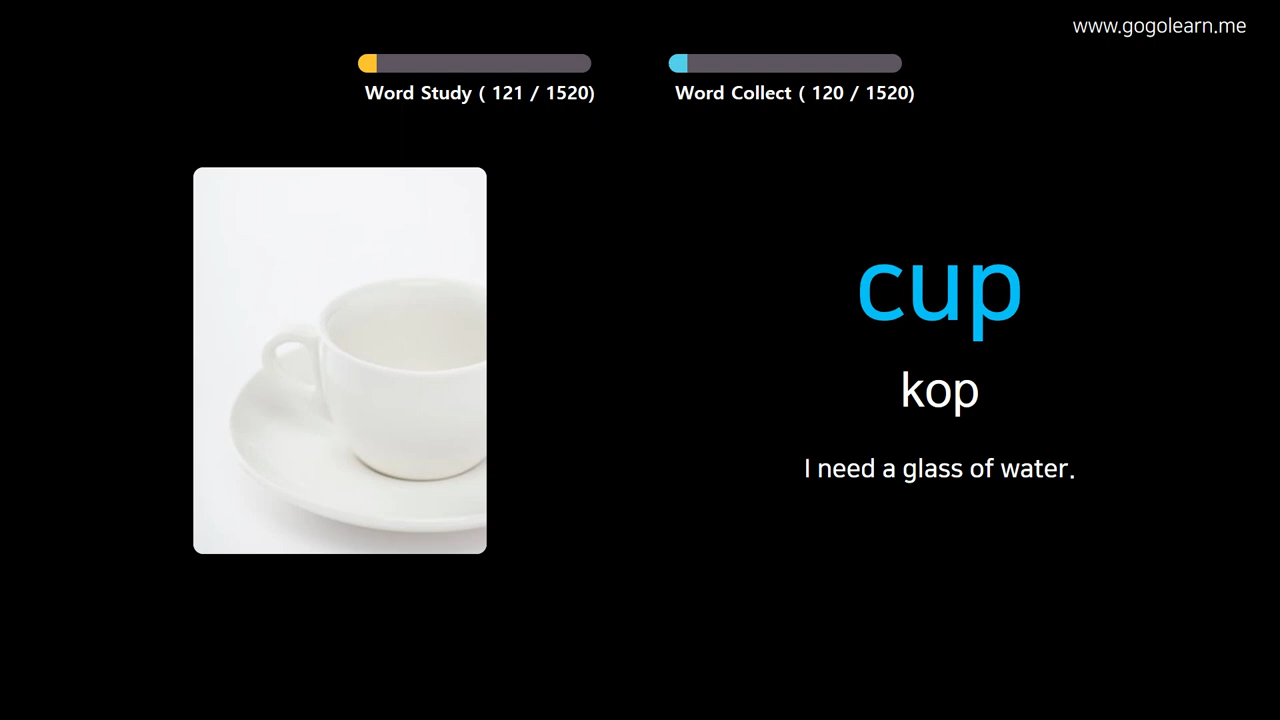 www.gogolearn.me
Word Study ( 121 / 1520)
Word Collect ( 120 / 1520)
cup
kop
I need a glass of water.